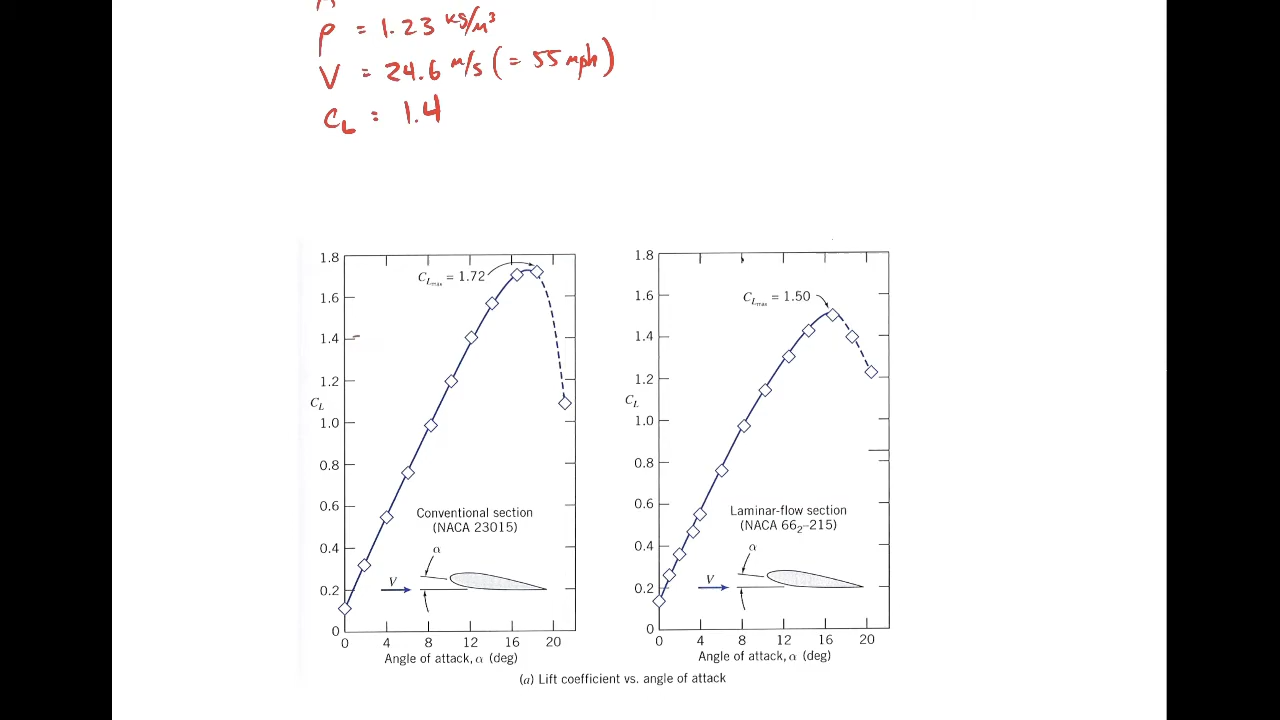 ρ = 1.23 kg/m³
V = 24.6 m/s (= 55 mph)
C_L = 1.4
1.8
1.6
1.4
1.2
C_L
1.0
0.8
0.6
0.4
0.2
0
C_Lmax = 1.72
Conventional section
(NACA 23015)
α
V
0 4 8 12 16 20
Angle of attack, α (deg)
1.8
1.6
1.4
1.2
C_L
1.0
0.8
0.6
0.4
0.2
0
C_Lmax = 1.50
Laminar-flow section
(NACA 66₂–215)
α
V
0 4 8 12 16 20
Angle of attack, α (deg)
(a) Lift coefficient vs. angle of attack